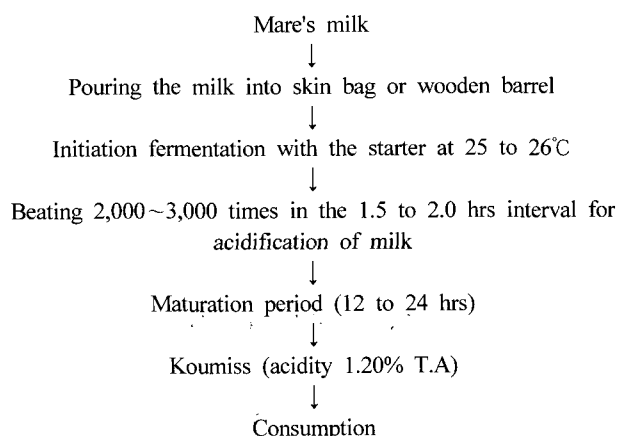 Mare's milk
↓
Pouring the milk into skin bag or wooden barrel
↓
Initiation fermentation with the starter at 25 to 26℃
↓
Beating 2,000~3,000 times in the 1.5 to 2.0 hrs interval for
acidification of milk
↓
Maturation period (12 to 24 hrs)
↓
Koumiss (acidity 1.20% T.A)
↓
Consumption